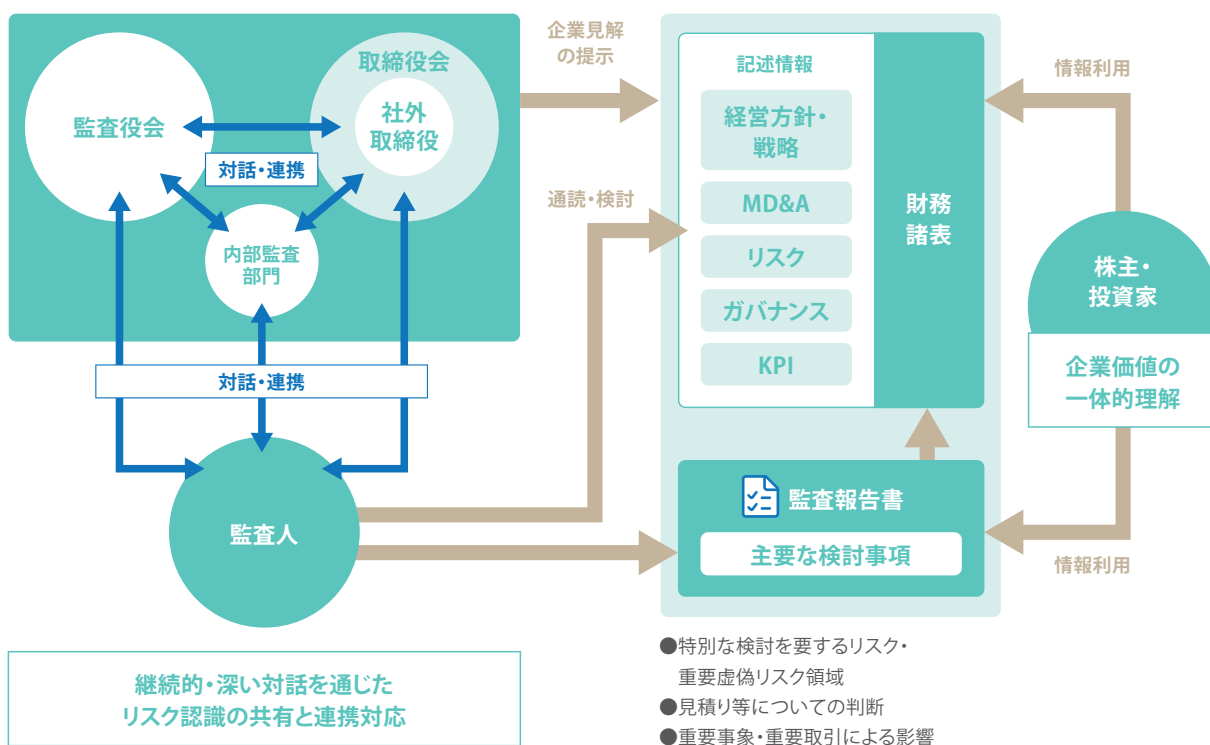 監査役会
取締役会
社外
取締役
対話・連携
内部監査
部門
対話・連携
監査人
継続的・深い対話を通じた
リスク認識の共有と連携対応
企業見解
の提示
通読・検討
記述情報
経営方針・
戦略
MD&A
リスク
ガバナンス
KPI
財務
諸表
監査報告書
主要な検討事項
●特別な検討を要するリスク・
重要虚偽リスク領域
●見積り等についての判断
●重要事象・重要取引による影響
情報利用
株主・
投資家
企業価値の
一体的理解
情報利用